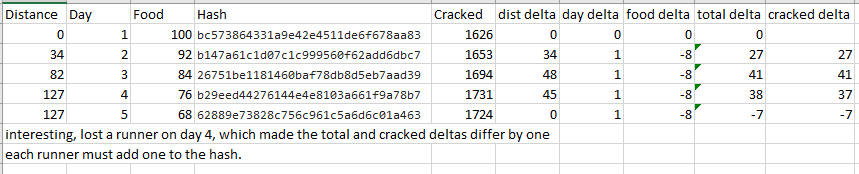 Distance Day Food Hash Cracked dist delta day delta food delta total delta cracked delta
0 1 100 bc573864331a9e42e4511de6f678aa83 1626 0 0 0 0
34 2 92 b147a61c1d07c1c999560f62add6dbc7 1653 34 1 -8 27 27
82 3 84 26751be1181460baf78db8d5eb7aad39 1694 48 1 -8 41 41
127 4 76 b29eed44276144e4e8103a661f9a78b7 1731 45 1 -8 38 37
127 5 68 62889e73828c756c961c5a6d6c01a463 1724 0 1 -8 -7 -7
interesting, lost a runner on day 4, which made the total and cracked deltas differ by one
each runner must add one to the hash.